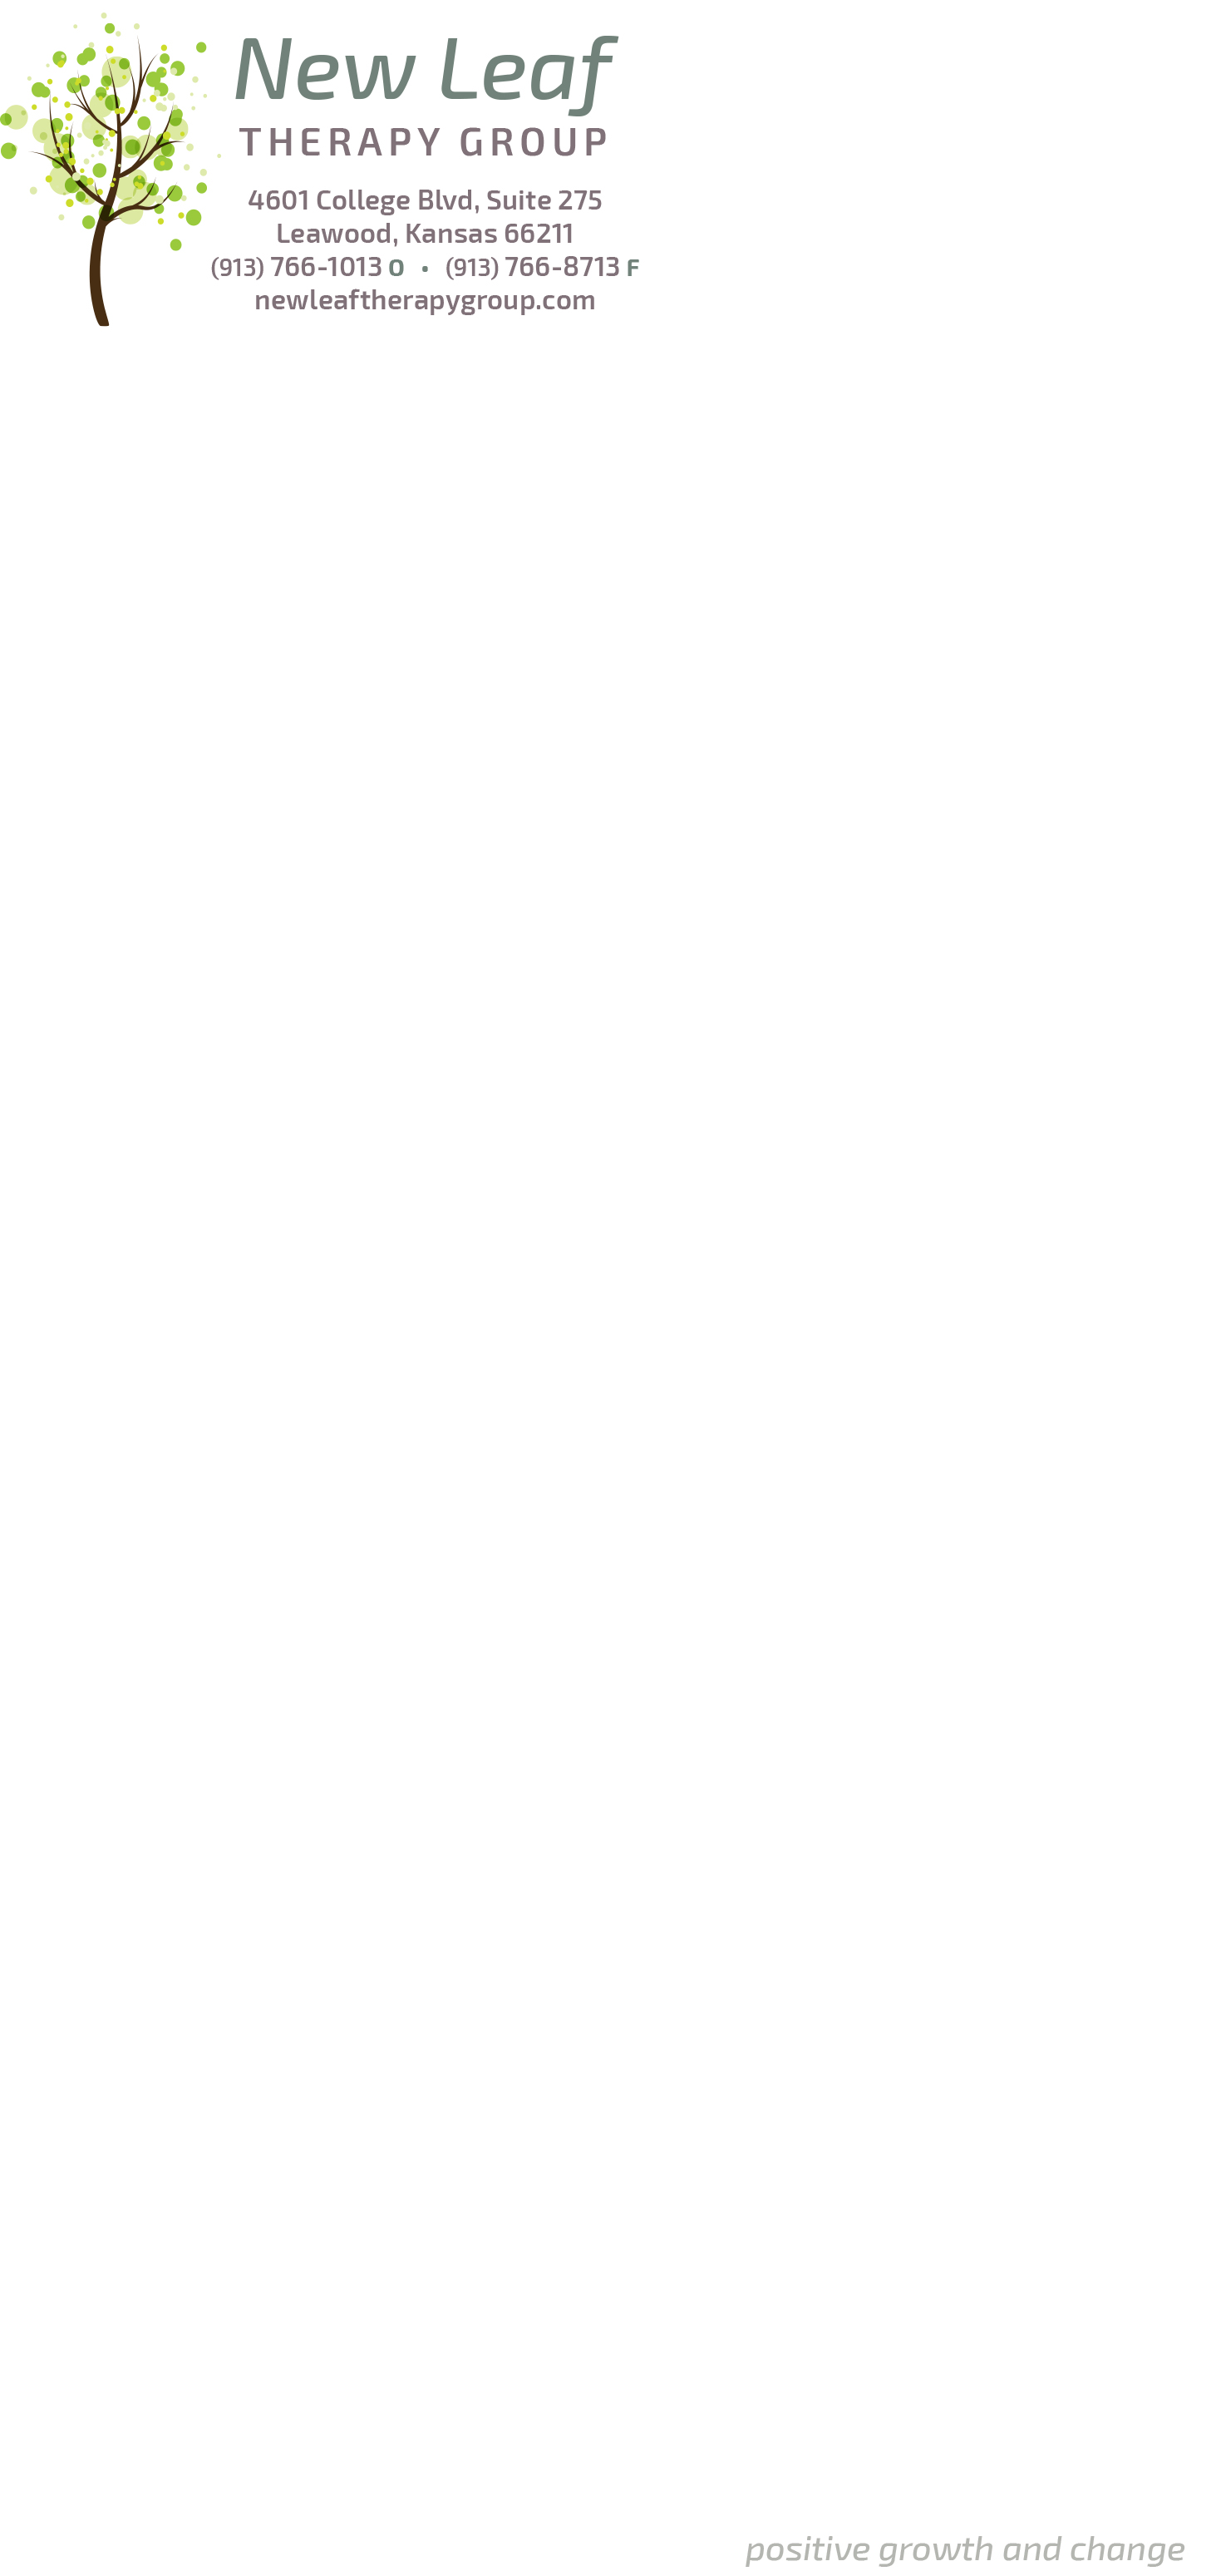 New Leaf
THERAPY GROUP
4601 College Blvd, Suite 275
Leawood, Kansas 66211
(913) 766-1013 O • (913) 766-8713 F
newleaftherapygroup.com
positive growth and change